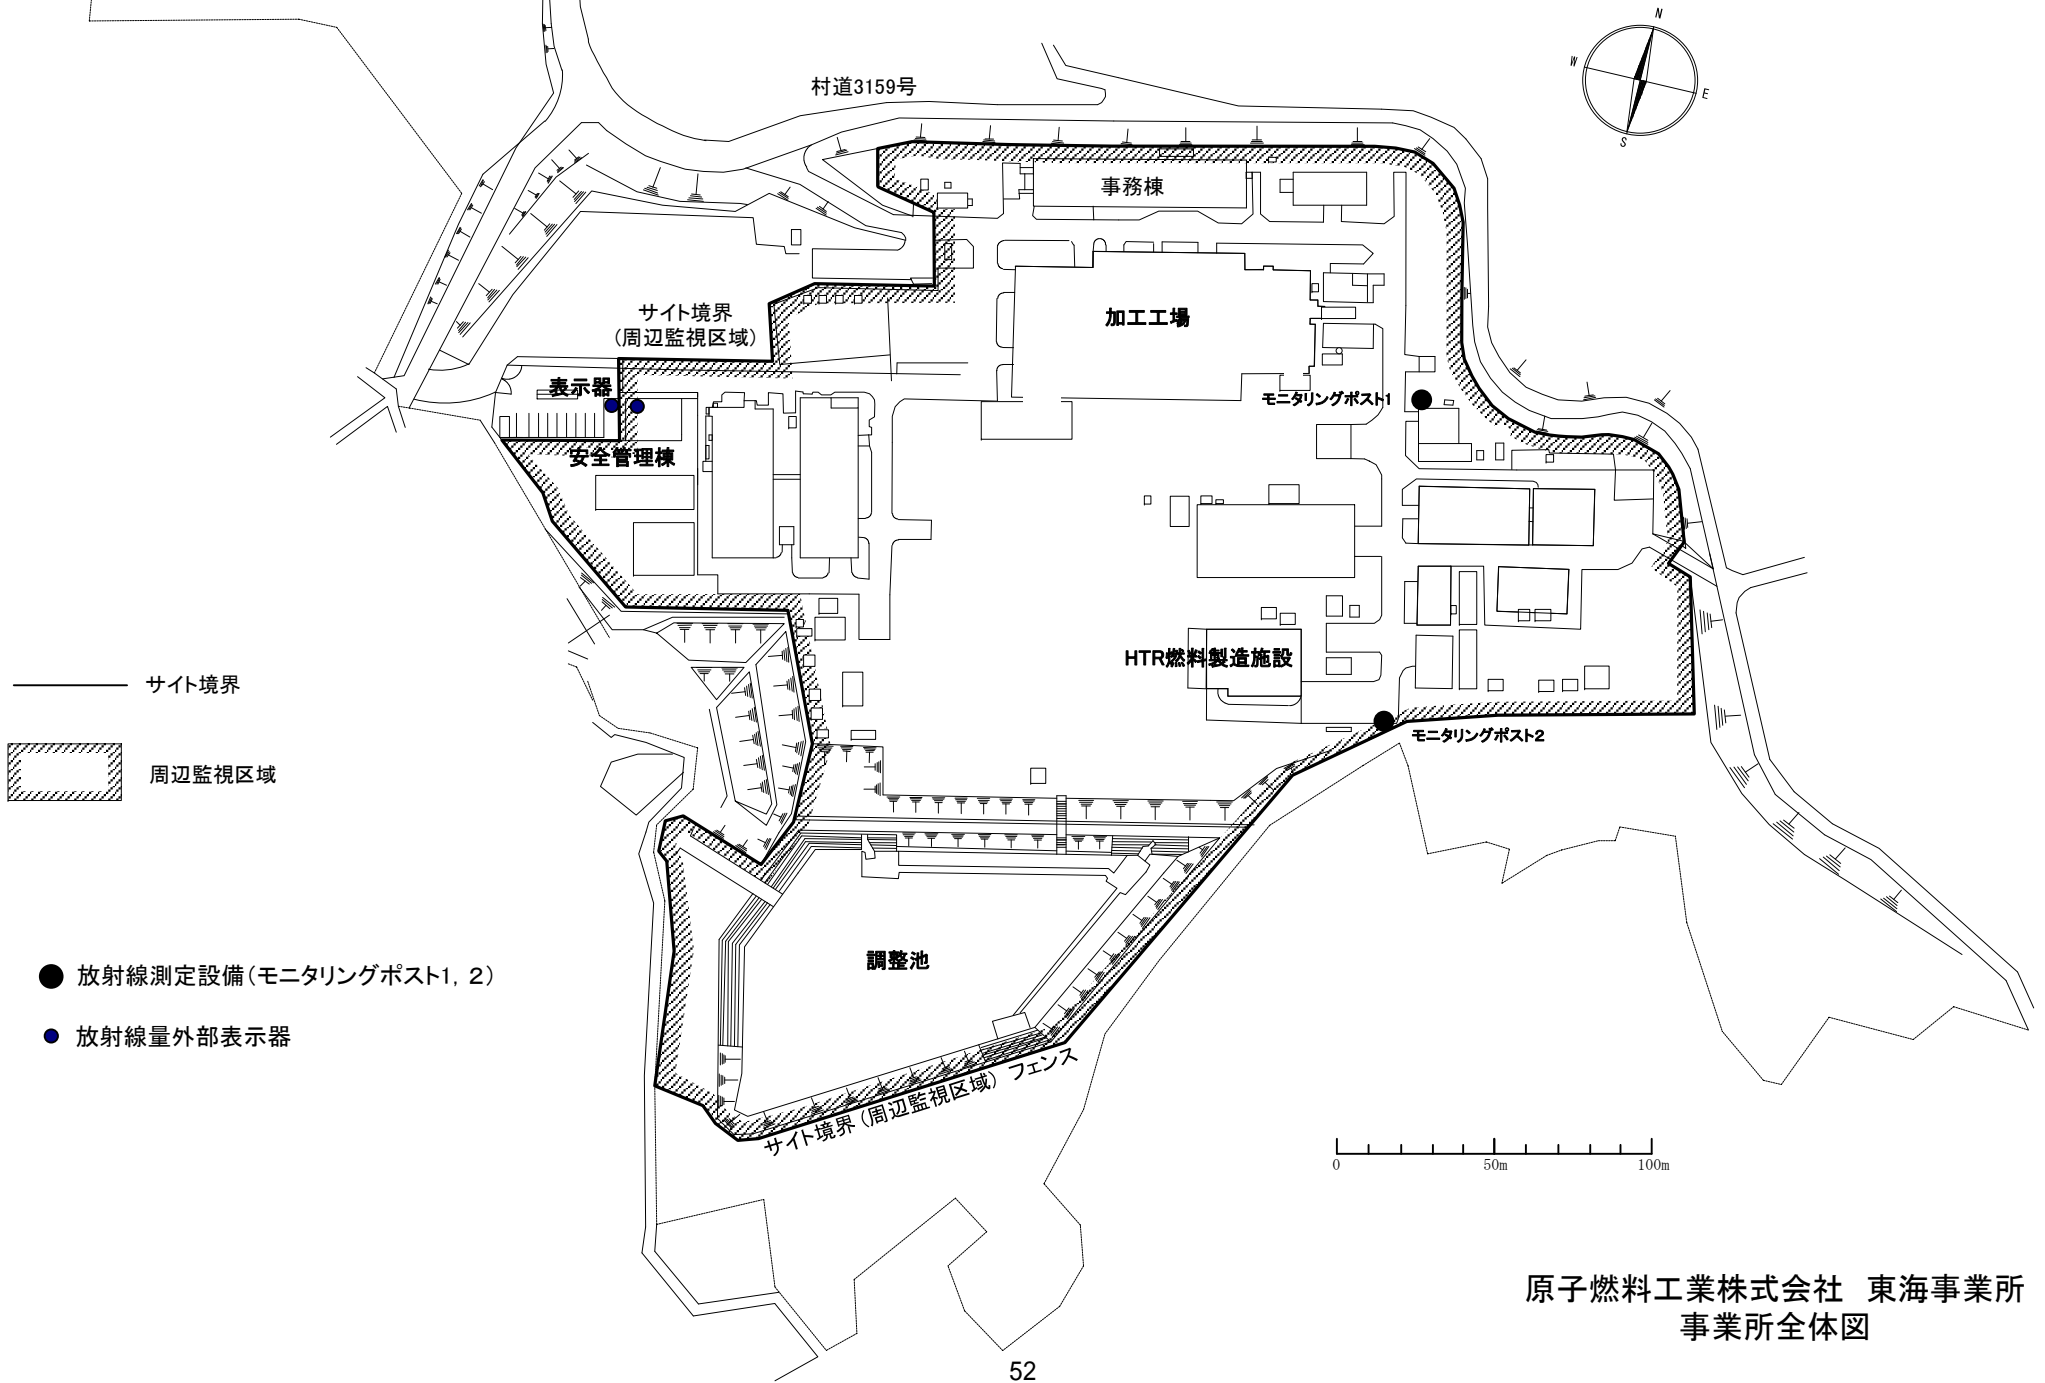 N
W
E
S
村道3159号
事務棟
加工工場
サイト境界
(周辺監視区域)
表示器
モニタリングポスト1
安全管理棟
HTR燃料製造施設
サイト境界
モニタリングポスト2
周辺監視区域
調整池
放射線測定設備(モニタリングポスト1, 2)
放射線量外部表示器
サイト境界(周辺監視区域) フェンス
0 50m 100m
原子燃料工業株式会社 東海事業所
事業所全体図
52